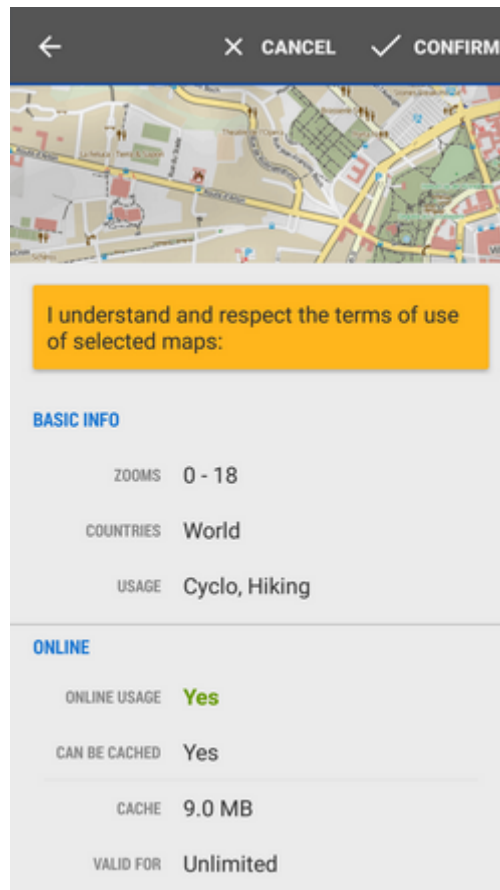 CANCEL CONFIRM
I understand and respect the terms of use
of selected maps:
BASIC INFO
ZOOMS 0 - 18
COUNTRIES World
USAGE Cyclo, Hiking
ONLINE
ONLINE USAGE Yes
CAN BE CACHED Yes
CACHE 9.0 MB
VALID FOR Unlimited